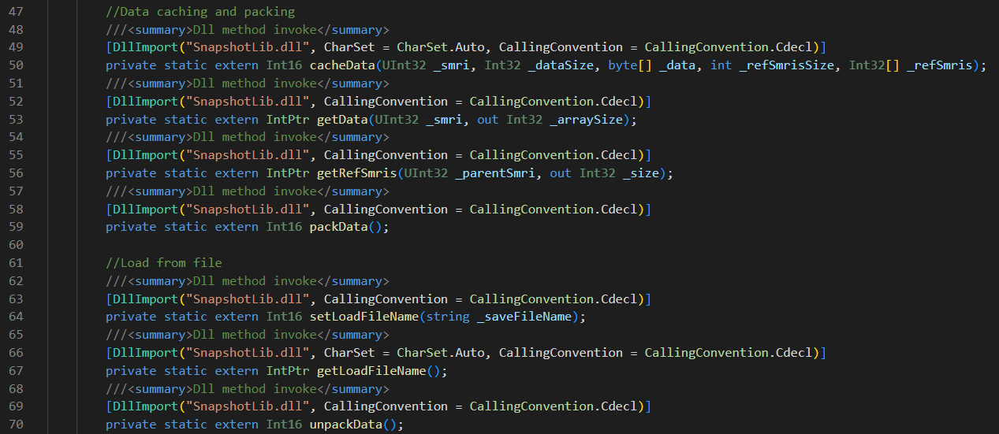 47 //Data caching and packing
48 ///<summary>Dll method invoke</summary>
49 [DllImport("SnapshotLib.dll", CharSet = CharSet.Auto, CallingConvention = CallingConvention.Cdecl)]
50 private static extern Int16 cacheData(UInt32 _smri, Int32 _dataSize, byte[] _data, int _refSmrisSize, Int32[] _refSmris);
51 ///<summary>Dll method invoke</summary>
52 [DllImport("SnapshotLib.dll", CallingConvention = CallingConvention.Cdecl)]
53 private static extern IntPtr getData(UInt32 _smri, out Int32 _arraySize);
54 ///<summary>Dll method invoke</summary>
55 [DllImport("SnapshotLib.dll", CallingConvention = CallingConvention.Cdecl)]
56 private static extern IntPtr getRefSmris(UInt32 _parentSmri, out Int32 _size);
57 ///<summary>Dll method invoke</summary>
58 [DllImport("SnapshotLib.dll", CallingConvention = CallingConvention.Cdecl)]
59 private static extern Int16 packData();
60
61 //Load from file
62 ///<summary>Dll method invoke</summary>
63 [DllImport("SnapshotLib.dll", CallingConvention = CallingConvention.Cdecl)]
64 private static extern Int16 setLoadFileName(string _saveFileName);
65 ///<summary>Dll method invoke</summary>
66 [DllImport("SnapshotLib.dll", CharSet = CharSet.Auto, CallingConvention = CallingConvention.Cdecl)]
67 private static extern IntPtr getLoadFileName();
68 ///<summary>Dll method invoke</summary>
69 [DllImport("SnapshotLib.dll", CallingConvention = CallingConvention.Cdecl)]
70 private static extern Int16 unpackData();